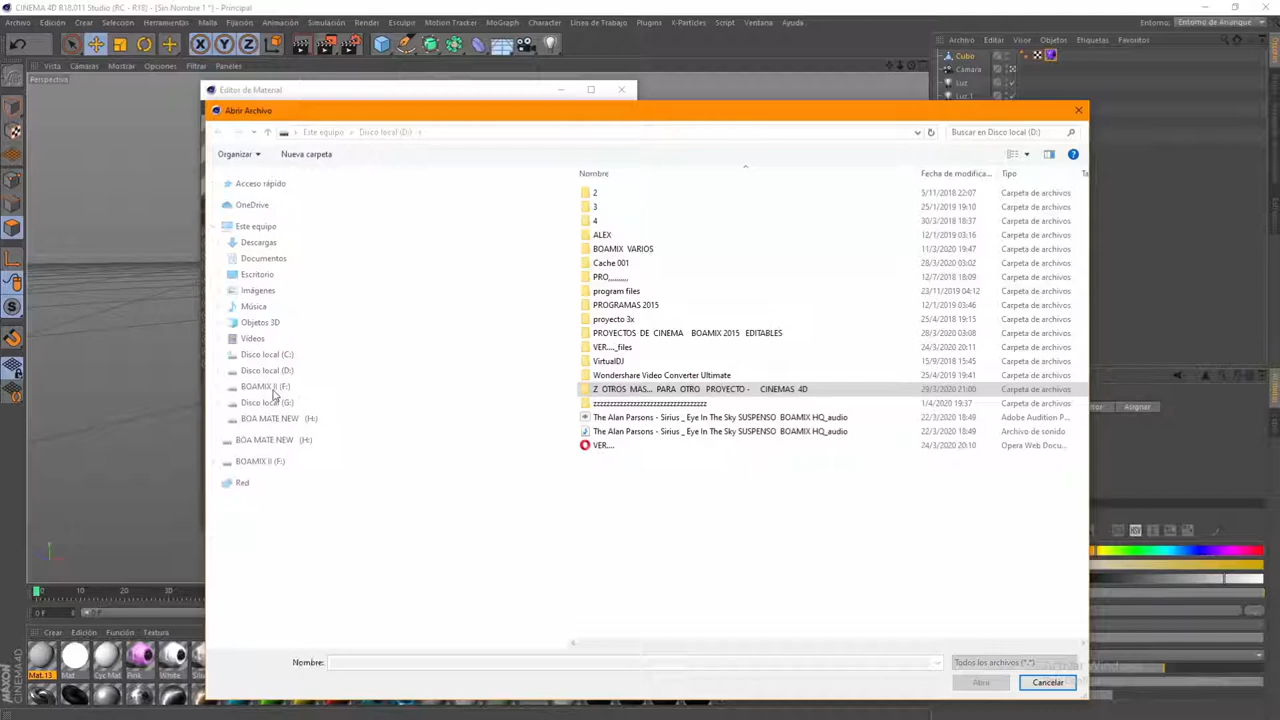 CINEMA 4D R18.011 Studio (RC - R18) - [Sin Nombre 1 *] - Principal
Archivo Editar Crear Selección Herramientas Malla Fijación Animación Simulación Render Esculpir Motion Tracker MoGraph Character Línea de Trabajo Plugins X-Particles Script Ventana Ayuda
Entorno: Entorno de Arranque
Archivo Editar Visor Objetos Etiquetas Favoritos
Vista Cámaras Mostrar Opciones Filtrar Paneles
Perspectiva
Cubo
Camara
Luz
Luz.1
Editor de Material
Abrir Archivo
Este equipo Disco local (D:)
Buscar en Disco local (D:)
Organizar Nueva carpeta
Nombre Fecha de modifica... Tipo
Acceso rápido
OneDrive
Este equipo
Descargas
Documentos
Escritorio
Imágenes
Música
Objetos 3D
Vídeos
Disco local (C:)
Disco local (D:)
BOAMIX II (F:)
Disco local (G:)
BOA MATE NEW (H:)
BOA MATE NEW (H:)
BOAMIX II (F:)
Red
2 5/11/2018 22:07 Carpeta de archivos
3 25/1/2019 19:10 Carpeta de archivos
4 30/3/2018 18:37 Carpeta de archivos
ALEX 12/1/2019 03:16 Carpeta de archivos
BOAMIX VARIOS 11/3/2020 19:47 Carpeta de archivos
Cache 001 28/3/2020 03:02 Carpeta de archivos
PRO,,,,,,,,, 12/7/2018 18:09 Carpeta de archivos
program files 23/11/2019 04:12 Carpeta de archivos
PROGRAMAS 2015 12/1/2019 03:46 Carpeta de archivos
proyecto 3x 25/4/2018 19:15 Carpeta de archivos
PROYECTOS DE CINEMA BOAMIX 2015 EDITABLES 28/3/2020 03:08 Carpeta de archivos
VER...._files 24/3/2020 20:11 Carpeta de archivos
VirtualDJ 15/9/2018 15:45 Carpeta de archivos
Wondershare Video Converter Ultimate 25/4/2019 19:41 Carpeta de archivos
Z OTROS MAS... PARA OTRO PROYECTO - CINEMAS 4D 29/3/2020 21:00 Carpeta de archivos
zzzzzzzzzzzzzzzzzzzzzzzzzzzzzzzzz 1/4/2020 19:37 Carpeta de archivos
The Alan Parsons - Sirius _ Eye In The Sky SUSPENSO BOAMIX HQ_audio 22/3/2020 18:49 Adobe Audition P...
The Alan Parsons - Sirius _ Eye In The Sky SUSPENSO BOAMIX HQ_audio 22/3/2020 18:49 Archivo de sonido
VER.... 24/3/2020 20:10 Opera Web Docu...
Asignar
0 10 20 30 40
0 F
Crear Edición Función Textura
Mat.13 Mat Cyc Mat Pink White
Nombre: Todos los archivos (*.*)
Abrir Cancelar
MAXON
CINEMA4D